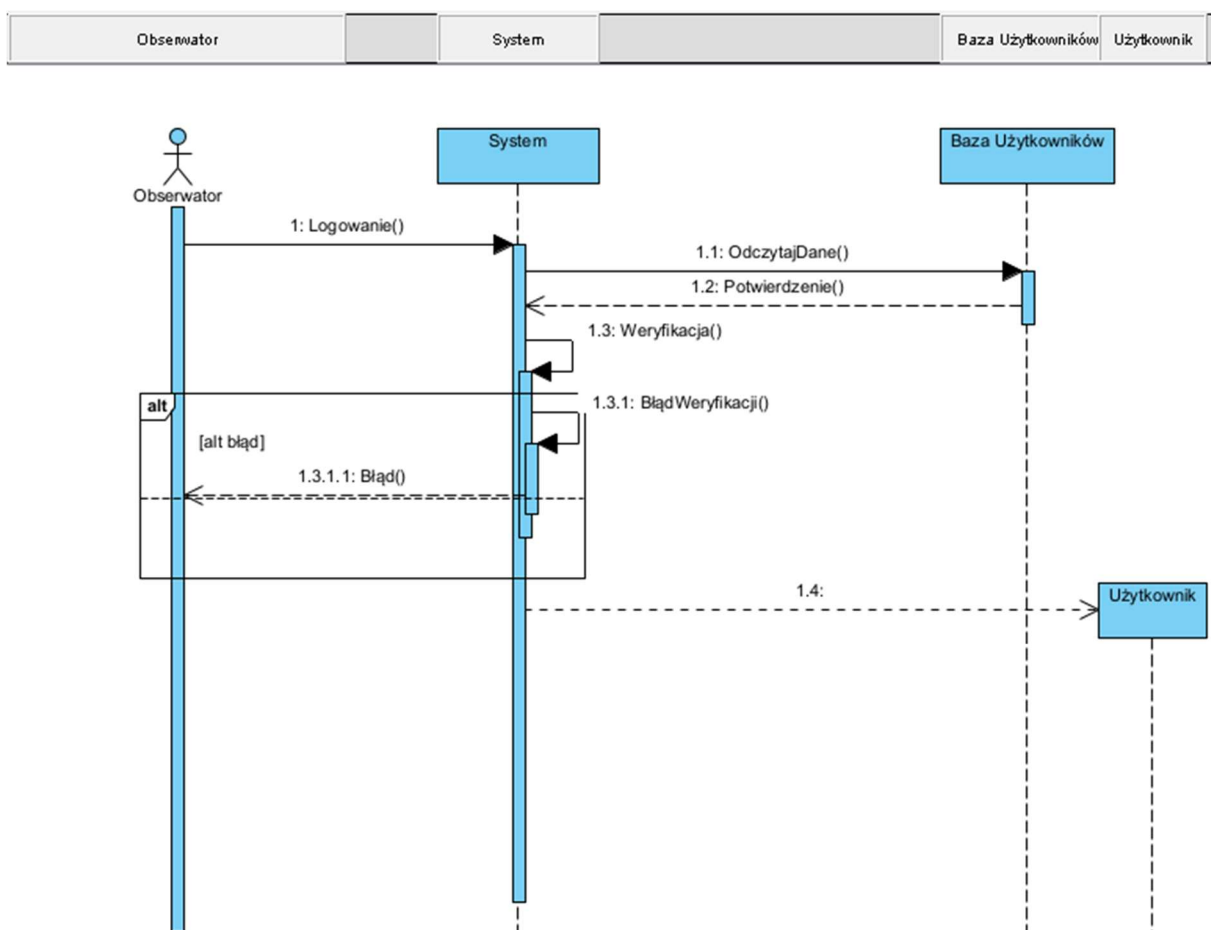 Obserwator
System
Baza Użytkowników
Użytkownik
System
Baza Użytkowników
Obserwator
1: Logowanie()
1.1: OdczytajDane()
1.2: Potwierdzenie()
1.3: Weryfikacja()
alt
1.3.1: BłądWeryfikacji()
[alt błąd]
1.3.1.1: Błąd()
1.4:
Użytkownik